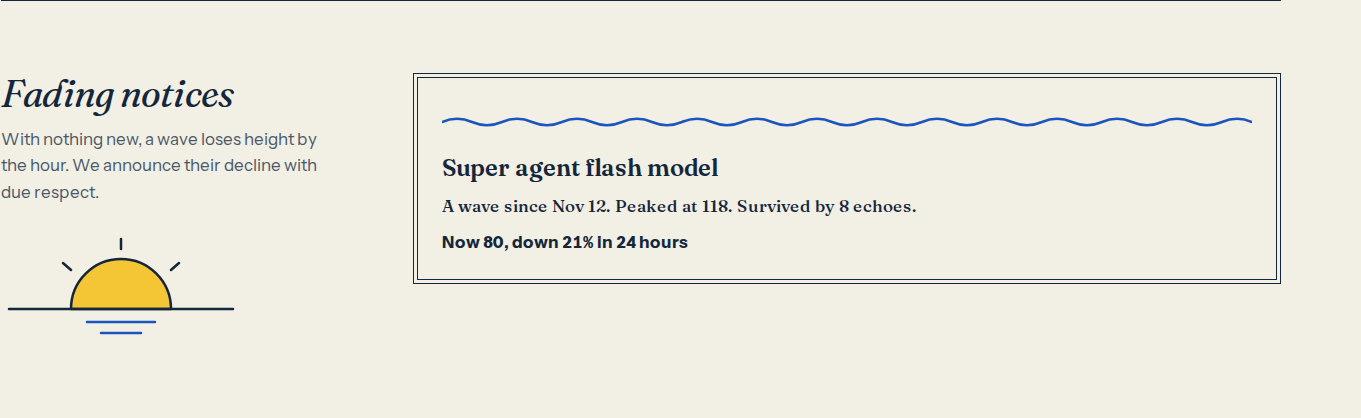 Fading notices
With nothing new, a wave loses height by
the hour. We announce their decline with
due respect.
Super agent flash model
A wave since Nov 12. Peaked at 118. Survived by 8 echoes.
Now 80, down 21% in 24 hours